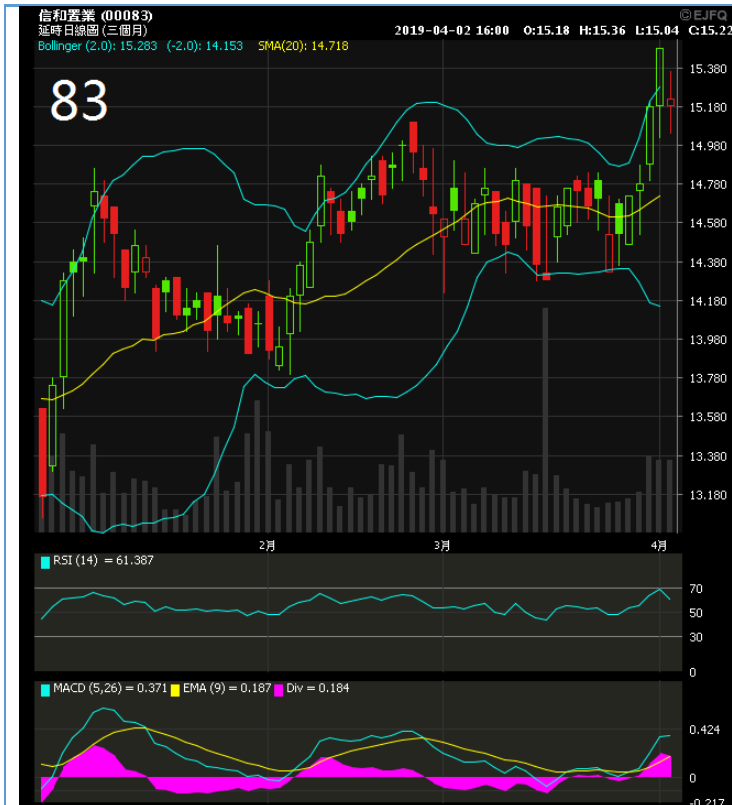 信和置業 (00083)
©EJFQ
延時日線圖 (三個月)
2019-04-02 16:00 O:15.18 H:15.36 L:15.04 C:15.22
Bollinger (2.0): 15.283 (-2.0): 14.153 SMA(20): 14.718
83
15.380
15.180
14.980
14.780
14.580
14.380
14.180
13.980
13.780
13.580
13.380
13.180
2月 3月 4月
RSI (14) = 61.387
70
50
30
0
MACD (5,26) = 0.371 EMA (9) = 0.187 Div = 0.184
0.424
0
-0.217